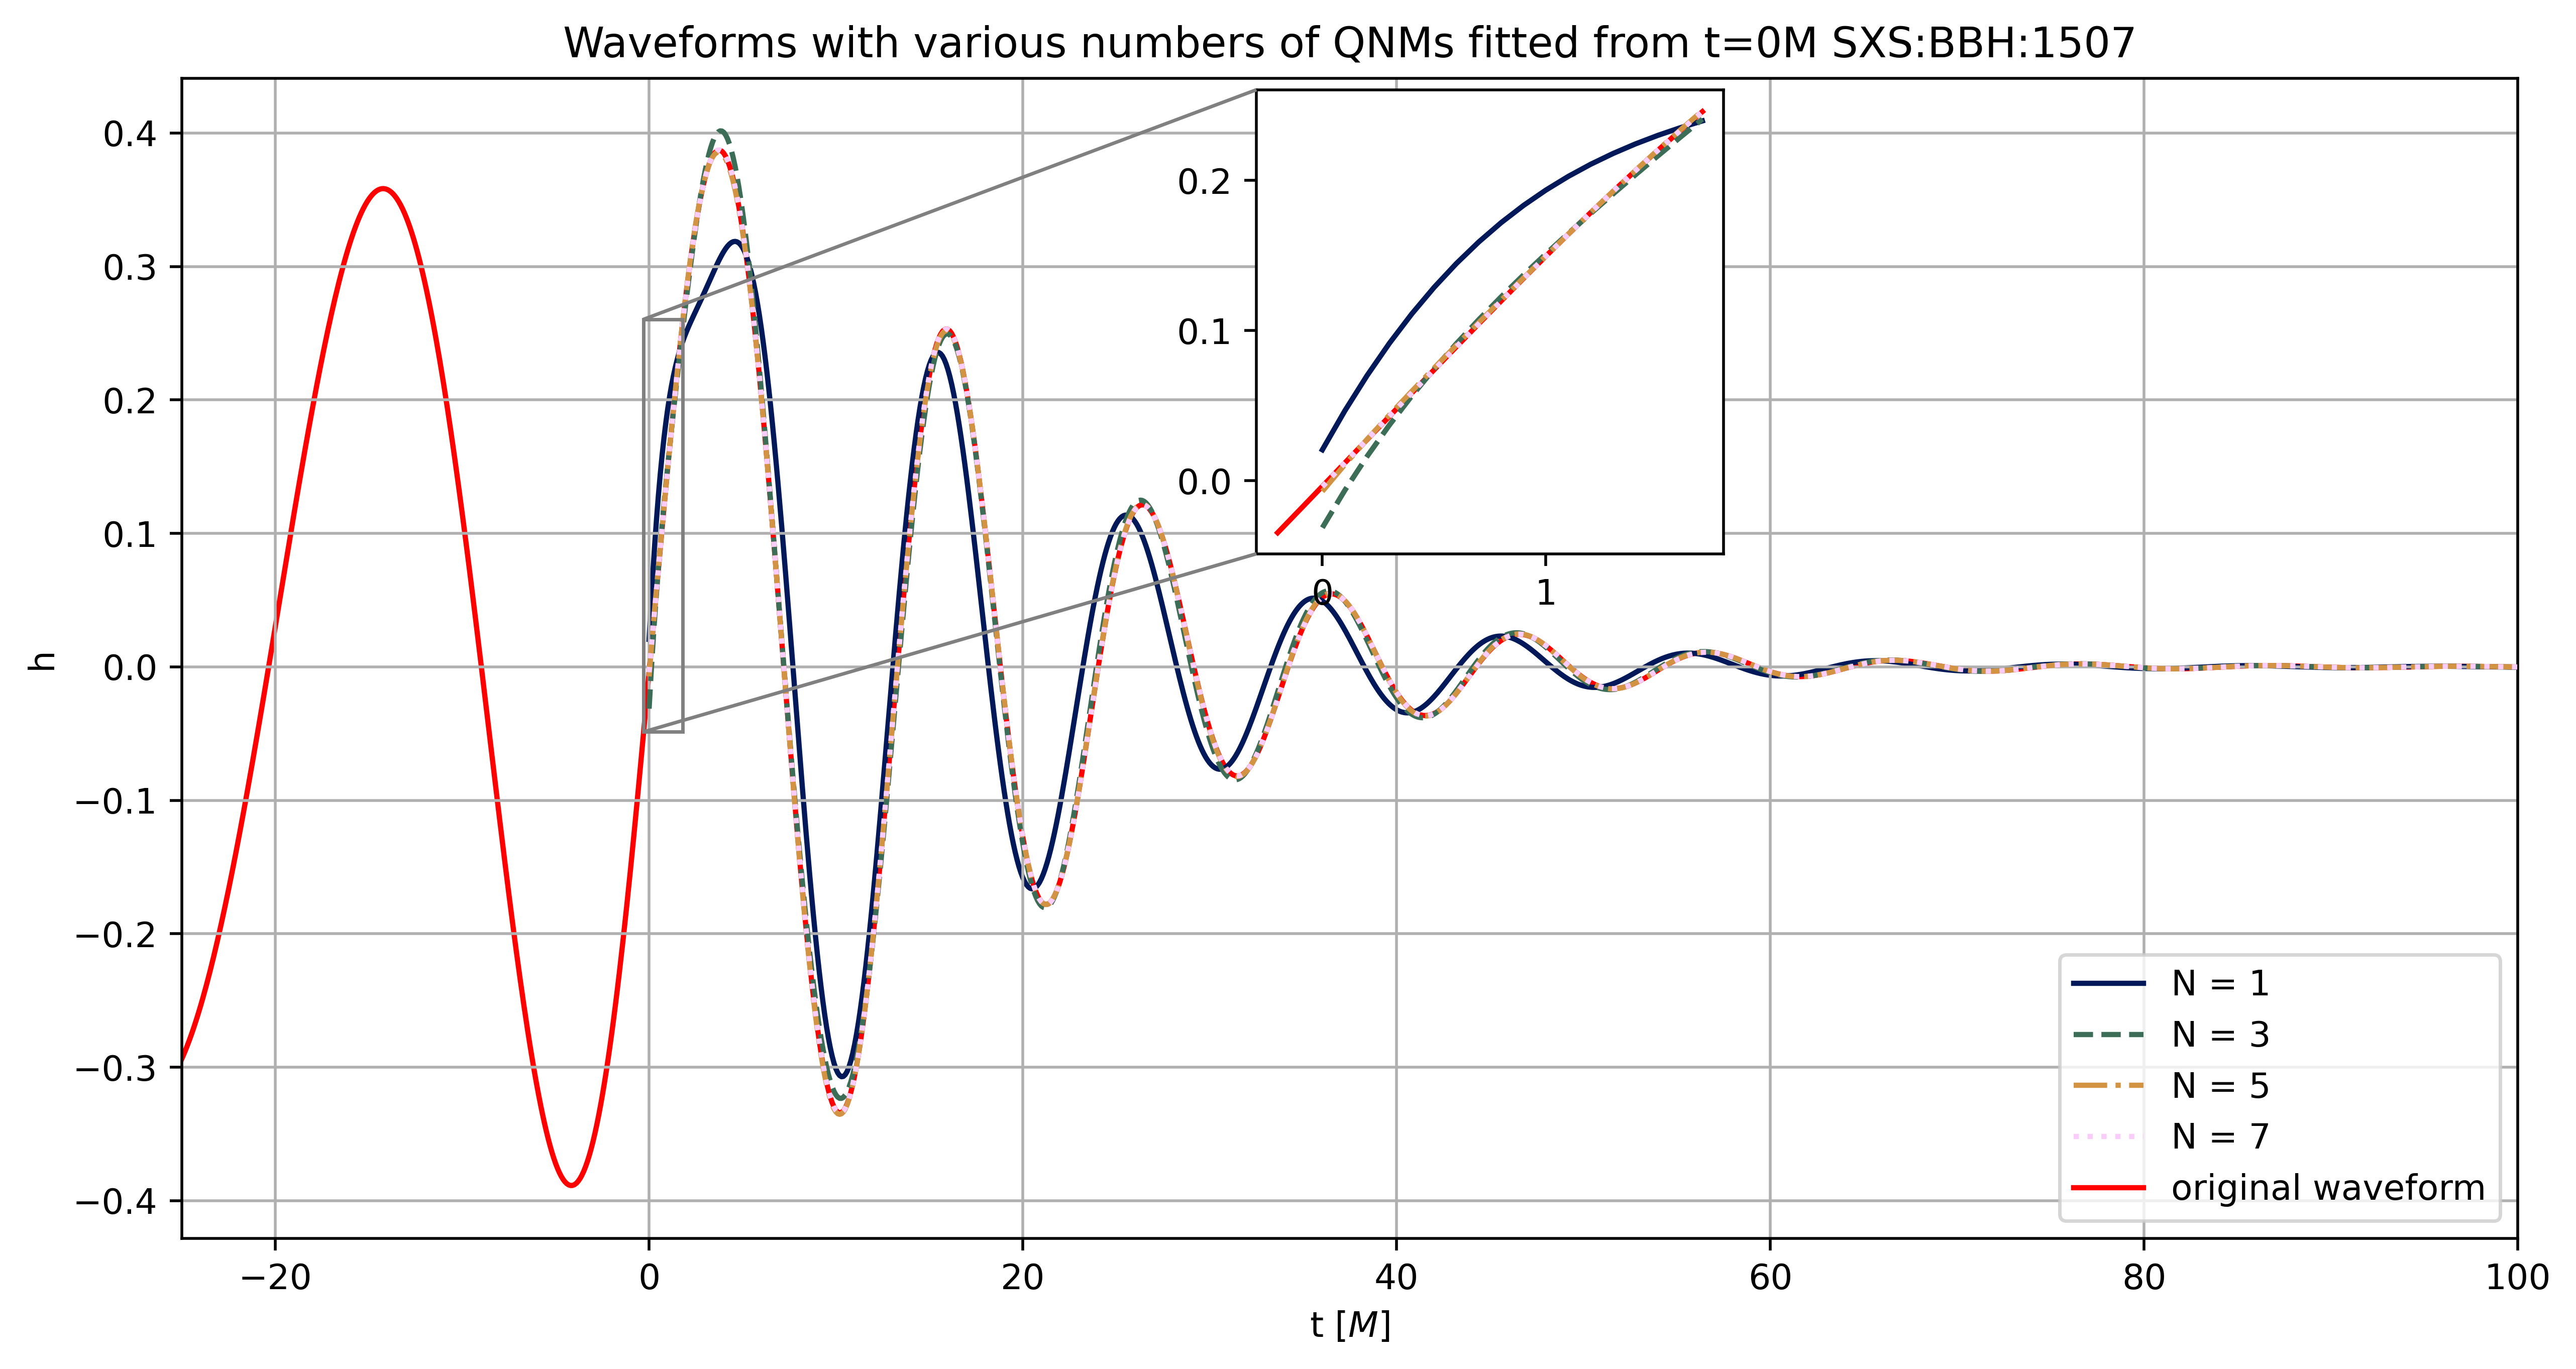 Waveforms with various numbers of QNMs fitted from t=0M SXS:BBH:1507
h
0.4
0.3
0.2
0.1
0.0
−0.1
−0.2
−0.3
−0.4
0.2
0.1
0.0
0 1
N = 1
N = 3
N = 5
N = 7
original waveform
−20 0 20 40 60 80 100
t [M]